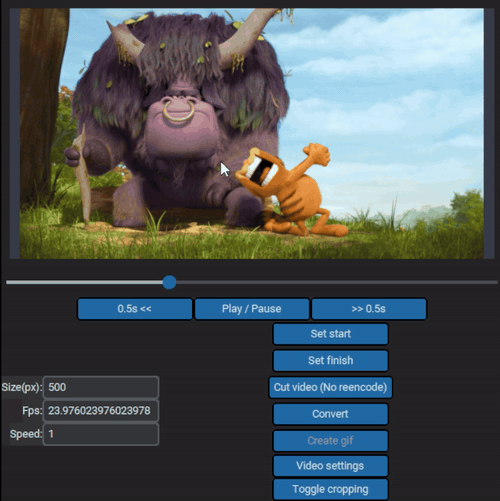 0.5s <<
Play / Pause
>> 0.5s
Set start
Set finish
Size(px): 500
Cut video (No reencode)
Fps: 23.976023976023978
Convert
Speed: 1
Create gif
Video settings
Toggle cropping